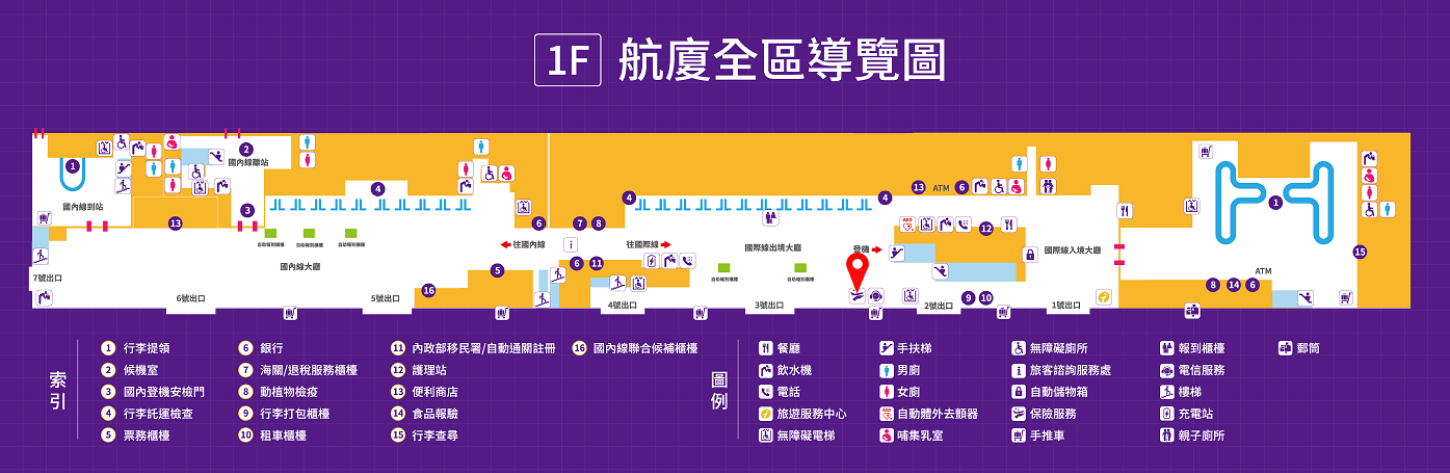 1F 航廈全區導覽圖
1
2
國內線離站
國內線到站
3
13
4
4
4
13 ATM 6
1
AED
12
6
7 8
往國內線
i
往國際線
國際線出境大廳
登機
國際線入境大廳
自助報到櫃檯
自助報到櫃檯
自助報到櫃檯
國內線大廳
5
6 11
自助報到櫃檯
自助報到櫃檯
ATM
15
7號出口
16
8 14 6
6號出口
5號出口
4號出口
3號出口
2號出口
9 10
1號出口
索引
1 行李提領
2 候機室
3 國內登機安檢門
4 行李託運檢查
5 票務櫃檯
6 銀行
7 海關/退稅服務櫃檯
8 動植物檢疫
9 行李打包櫃檯
10 租車櫃檯
11 內政部移民署/自動通關註冊
12 護理站
13 便利商店
14 食品報驗
15 行李查尋
16 國內線聯合候補櫃檯
圖例
餐廳
飲水機
電話
旅遊服務中心
無障礙電梯
手扶梯
男廁
女廁
AED 自動體外去顫器
哺集乳室
無障礙廁所
i 旅客諮詢服務處
自動儲物箱
保險服務
手推車
報到櫃檯
電信服務
樓梯
充電站
親子廁所
郵筒